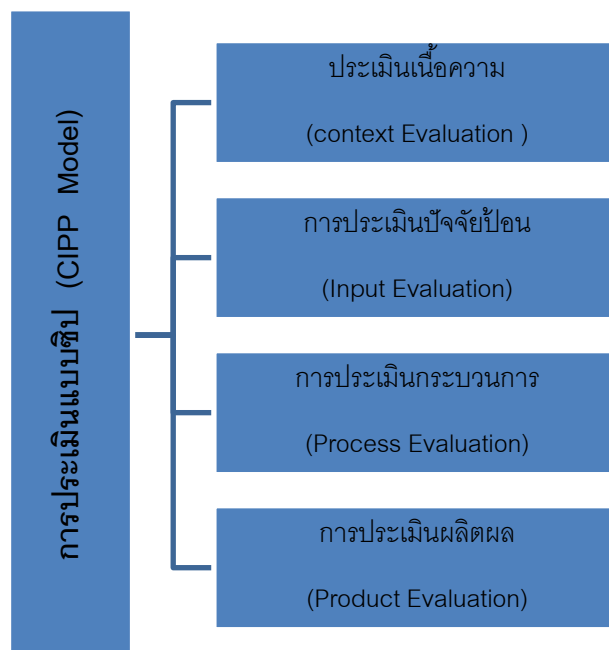 การประเมินแบบซิป (CIPP Model)
ประเมินเนื้อความ
(context Evaluation )
การประเมินปัจจัยป้อน
(Input Evaluation)
การประเมินกระบวนการ
(Process Evaluation)
การประเมินผลิตผล
(Product Evaluation)